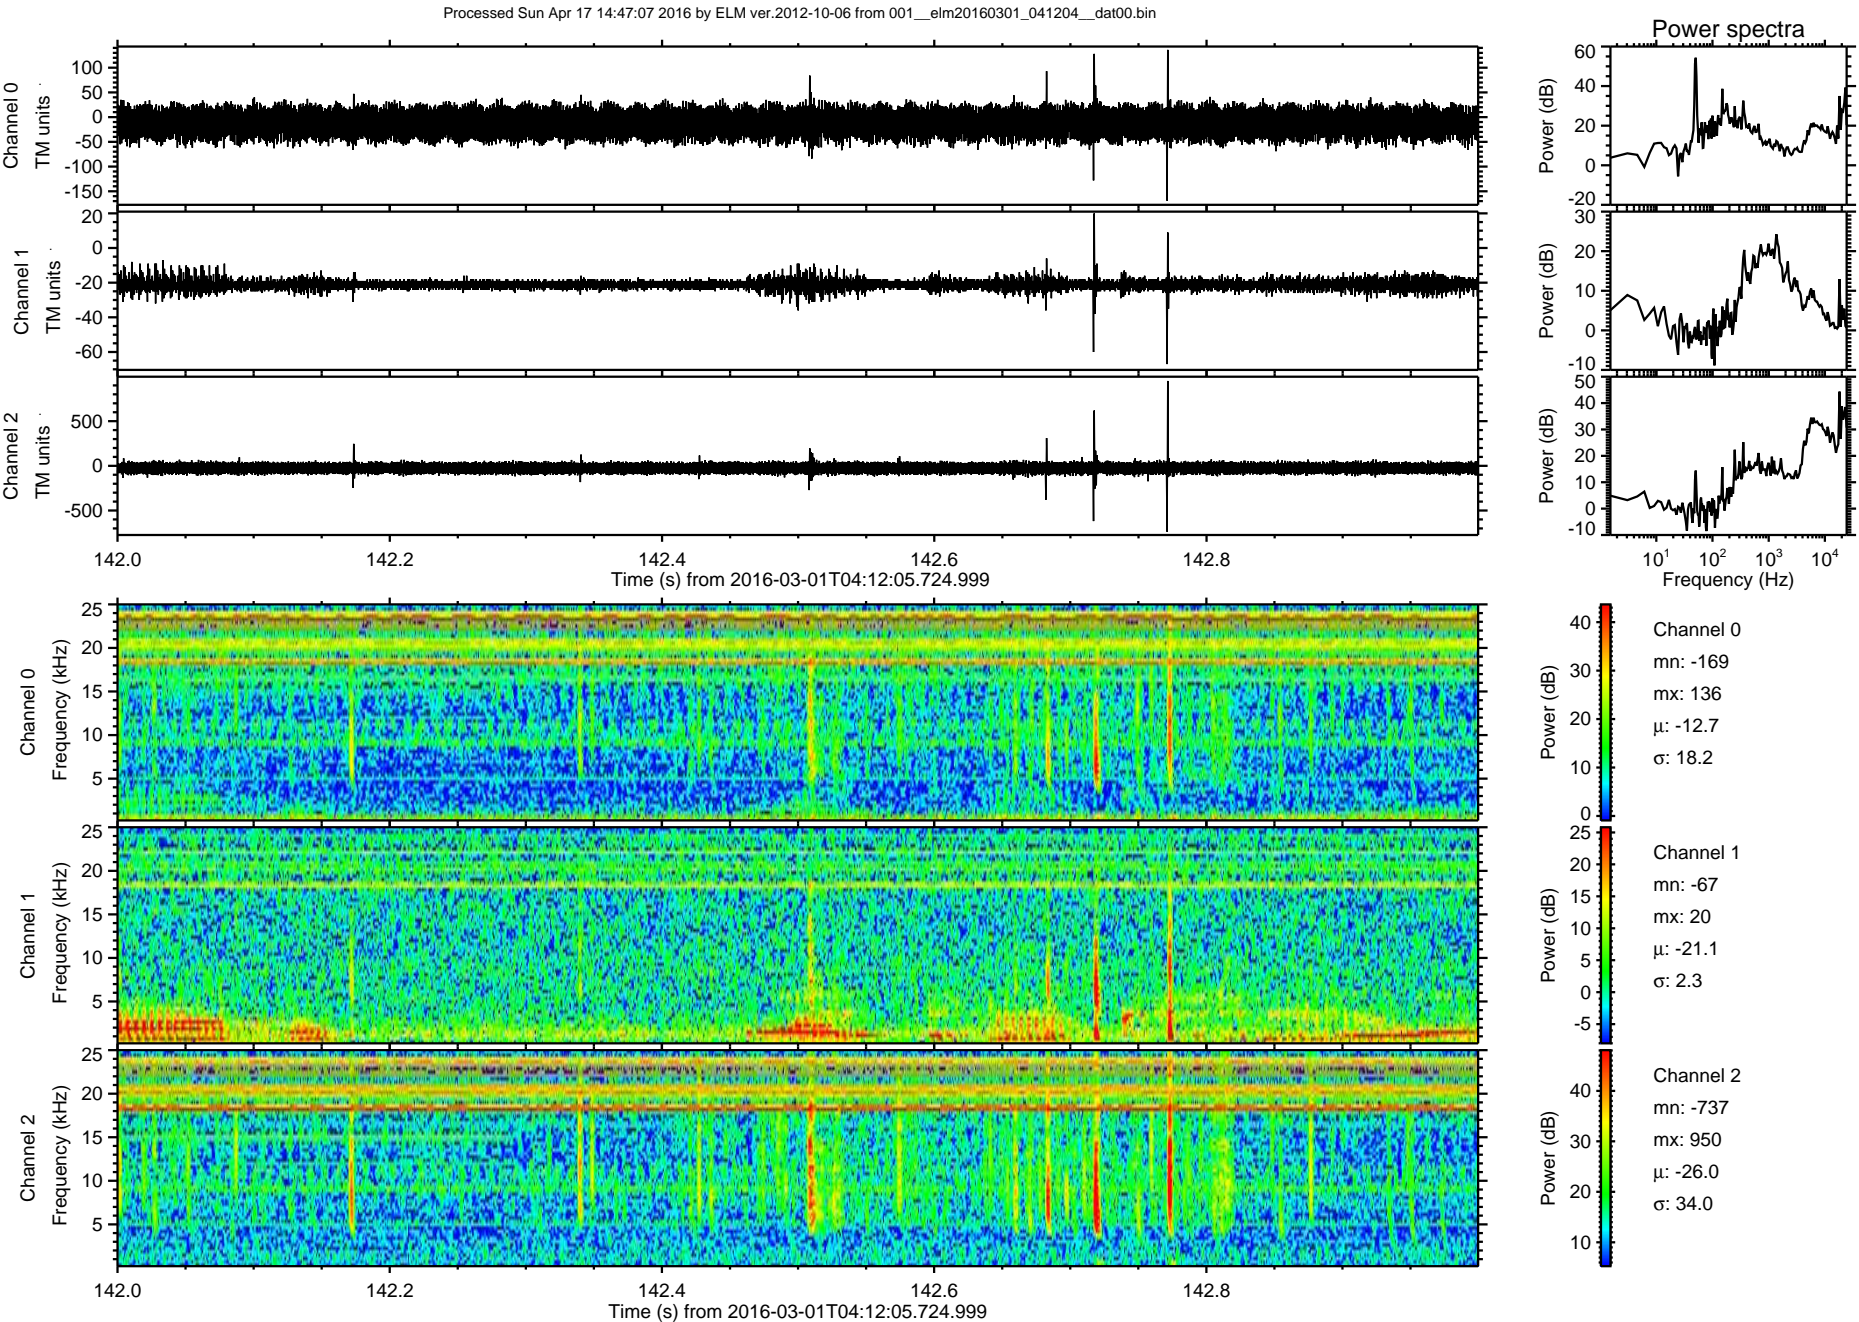 Processed Sun Apr 17 14:47:07 2016 by ELM ver.2012-10-06 from 001__elm20160301_041204__dat00.bin
Power spectra
Channel 0
TM units
100
50
0
-50
-100
-150
Power (dB)
60
40
20
0
-20
Channel 1
TM units
20
0
-20
-40
-60
Power (dB)
30
20
10
0
-10
Channel 2
TM units
500
0
-500
Power (dB)
50
40
30
20
10
0
-10
142.0 142.2 142.4 142.6 142.8
Time (s) from 2016-03-01T04:12:05.724.999
10^1 10^2 10^3 10^4
Frequency (Hz)
Channel 0
Frequency (kHz)
25
20
15
10
5
Power (dB)
40
30
20
10
0
Channel 0
mn: -169
mx: 136
μ: -12.7
σ: 18.2
Channel 1
Frequency (kHz)
25
20
15
10
5
Power (dB)
25
20
15
10
5
0
-5
Channel 1
mn: -67
mx: 20
μ: -21.1
σ: 2.3
Channel 2
Frequency (kHz)
25
20
15
10
5
Power (dB)
40
30
20
10
Channel 2
mn: -737
mx: 950
μ: -26.0
σ: 34.0
142.0 142.2 142.4 142.6 142.8
Time (s) from 2016-03-01T04:12:05.724.999